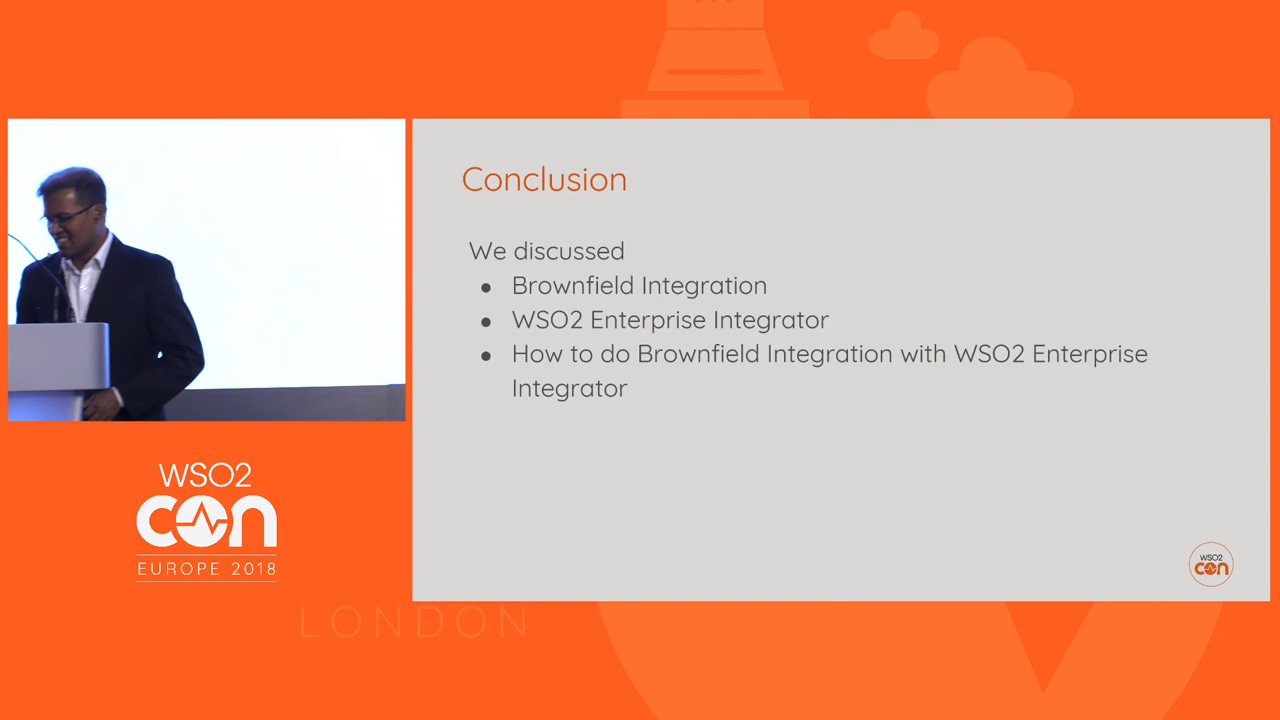 Conclusion
We discussed
● Brownfield Integration
● WSO2 Enterprise Integrator
● How to do Brownfield Integration with WSO2 Enterprise
Integrator
WSO2
con
EUROPE 2018
LONDON
WSO2
con